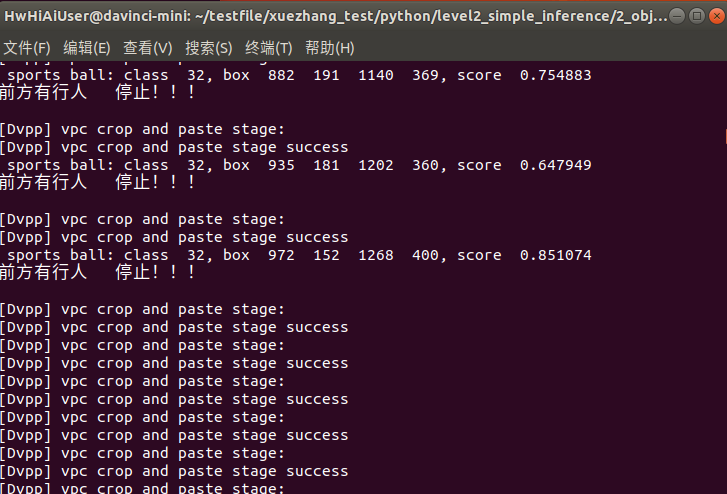 HwHiAiUser@davinci-mini: ~/testfile/xuezhang_test/python/level2_simple_inference/2_obj...
文件(F) 编辑(E) 查看(V) 搜索(S) 终端(T) 帮助(H)
sports ball: class  32, box  882  191  1140  369, score  0.754883
前方有行人   停止！！！
[Dvpp] vpc crop and paste stage:
[Dvpp] vpc crop and paste stage success
sports ball: class  32, box  935  181  1202  360, score  0.647949
前方有行人   停止！！！
[Dvpp] vpc crop and paste stage:
[Dvpp] vpc crop and paste stage success
sports ball: class  32, box  972  152  1268  400, score  0.851074
前方有行人   停止！！！
[Dvpp] vpc crop and paste stage:
[Dvpp] vpc crop and paste stage success
[Dvpp] vpc crop and paste stage:
[Dvpp] vpc crop and paste stage success
[Dvpp] vpc crop and paste stage:
[Dvpp] vpc crop and paste stage success
[Dvpp] vpc crop and paste stage:
[Dvpp] vpc crop and paste stage success
[Dvpp] vpc crop and paste stage:
[Dvpp] vpc crop and paste stage success
[Dvpp] vpc crop and paste stage: